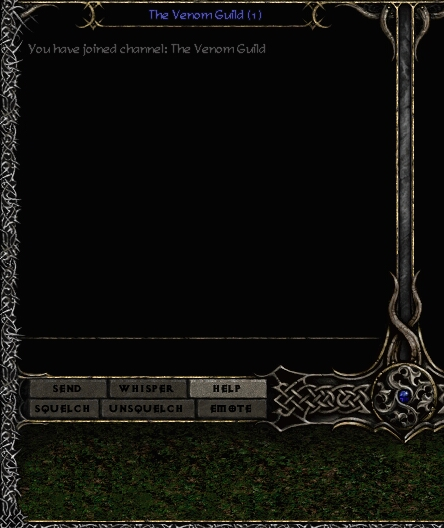 The Venom Guild (1)
You have joined channel: The Venom Guild
SEND WHISPER HELP
SQUELCH UNSQUELCH EMOTE